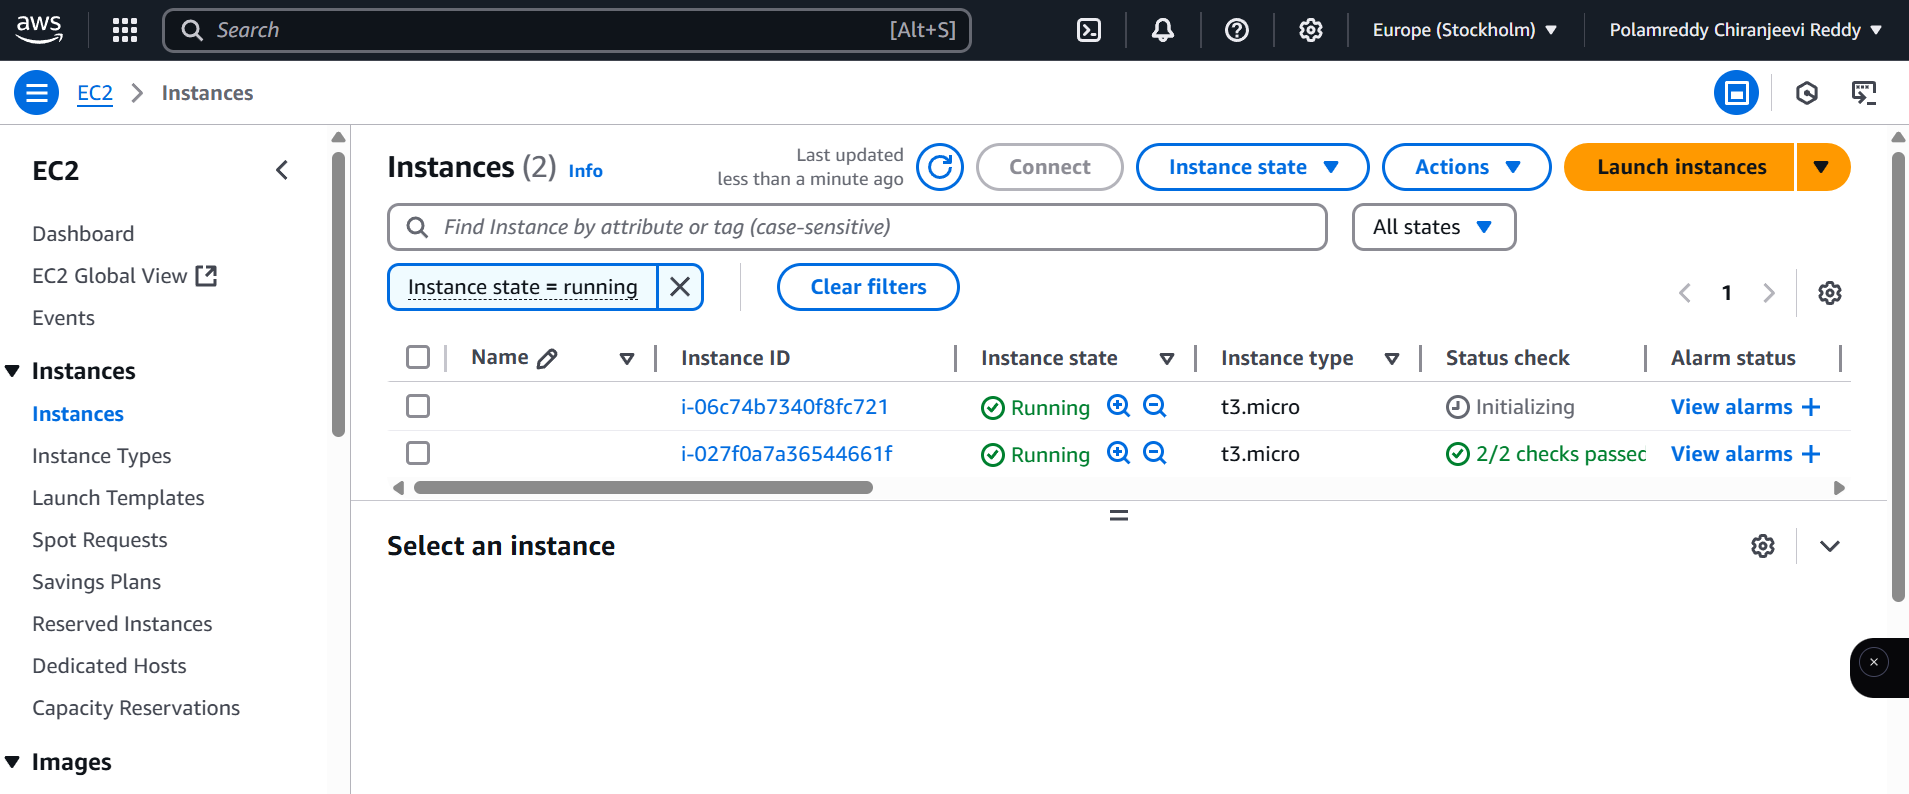 aws
Search [Alt+S]
Europe (Stockholm)
Polamreddy Chiranjeevi Reddy
EC2
Instances
EC2
Dashboard
EC2 Global View
Events
Instances
Instances
Instance Types
Launch Templates
Spot Requests
Savings Plans
Reserved Instances
Dedicated Hosts
Capacity Reservations
Images
Instances (2) Info
Last updated
less than a minute ago
Connect
Instance state
Actions
Launch instances
Find Instance by attribute or tag (case-sensitive)
All states
Instance state = running
Clear filters
1
Name Instance ID Instance state Instance type Status check Alarm status
i-06c74b7340f8fc721 Running t3.micro Initializing View alarms +
i-027f0a7a36544661f Running t3.micro 2/2 checks passed View alarms +
Select an instance